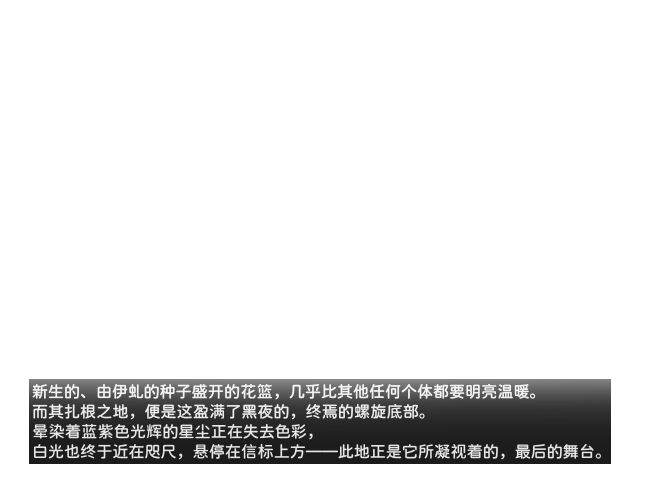 新生的、由伊虬的种子盛开的花篮，几乎比其他任何个体都要明亮温暖。
而其扎根之地，便是这盈满了黑夜的，终焉的螺旋底部。
晕染着蓝紫色光辉的星尘正在失去色彩，
白光也终于近在咫尺，悬停在信标上方——此地正是它所凝视着的，最后的舞台。